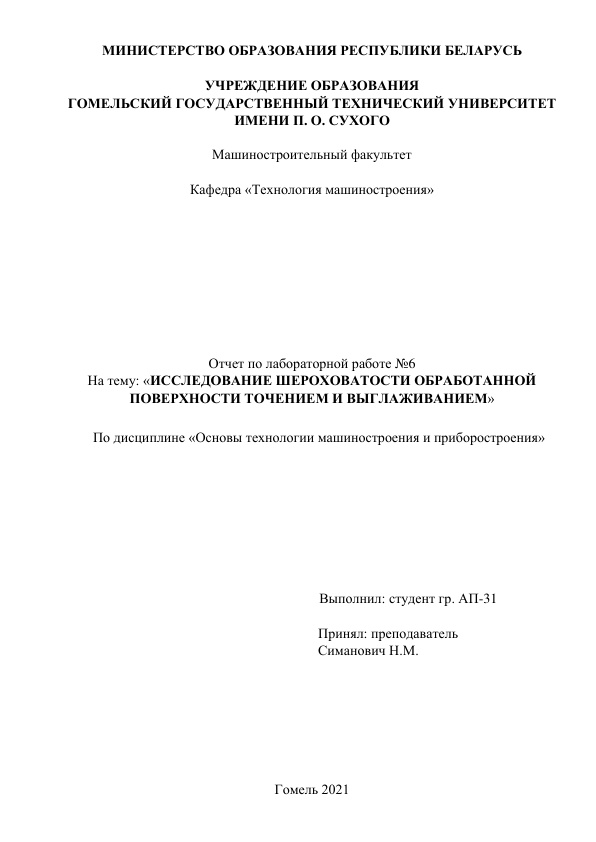 МИНИСТЕРСТВО ОБРАЗОВАНИЯ РЕСПУБЛИКИ БЕЛАРУСЬ
УЧРЕЖДЕНИЕ ОБРАЗОВАНИЯ
ГОМЕЛЬСКИЙ ГОСУДАРСТВЕННЫЙ ТЕХНИЧЕСКИЙ УНИВЕРСИТЕТ
ИМЕНИ П. О. СУХОГО
Машиностроительный факультет
Кафедра «Технология машиностроения»
Отчет по лабораторной работе №6
На тему: «ИССЛЕДОВАНИЕ ШЕРОХОВАТОСТИ ОБРАБОТАННОЙ
ПОВЕРХНОСТИ ТОЧЕНИЕМ И ВЫГЛАЖИВАНИЕМ»
По дисциплине «Основы технологии машиностроения и приборостроения»
Выполнил: студент гр. АП-31
Принял: преподаватель
Симанович Н.М.
Гомель 2021